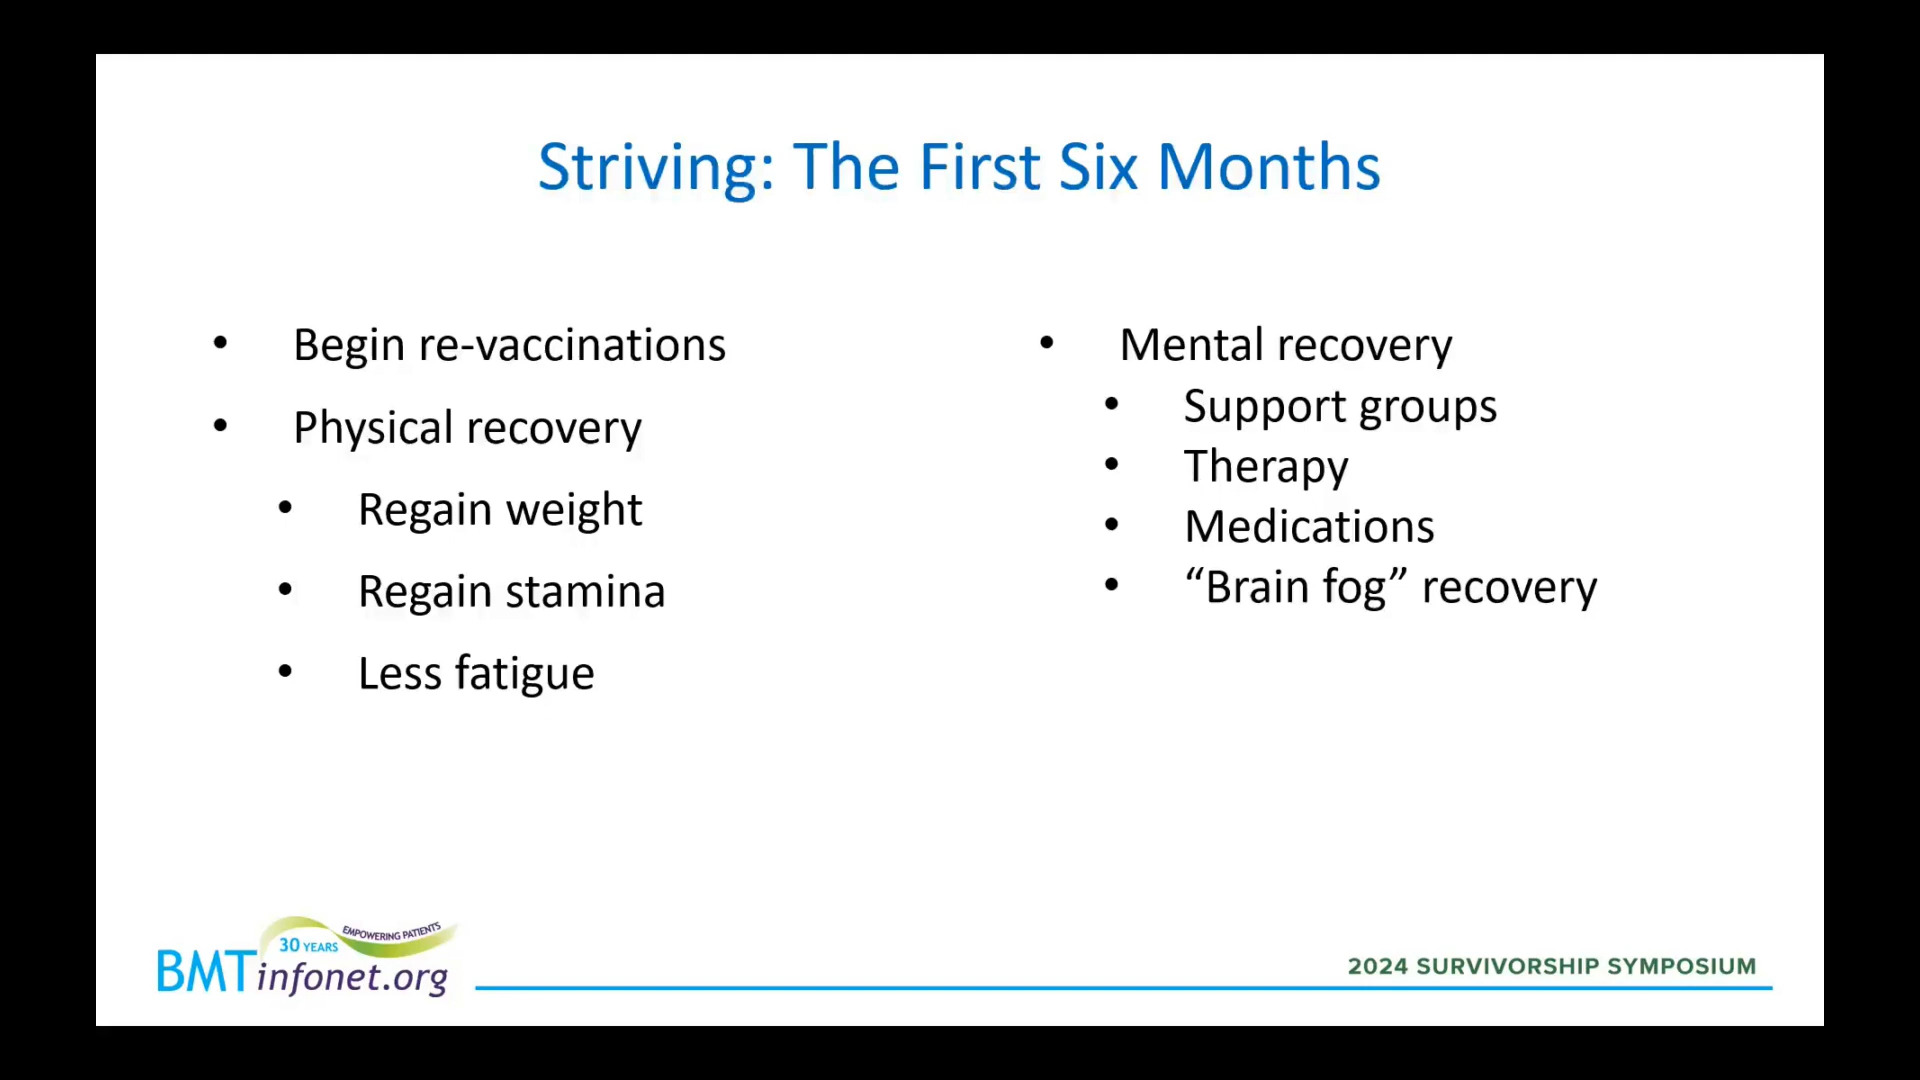 Striving: The First Six Months
• Begin re-vaccinations
• Physical recovery
• Regain weight
• Regain stamina
• Less fatigue
• Mental recovery
• Support groups
• Therapy
• Medications
• “Brain fog” recovery
30 YEARS
EMPOWERING PATIENTS
BMTinfonet.org
2024 SURVIVORSHIP SYMPOSIUM